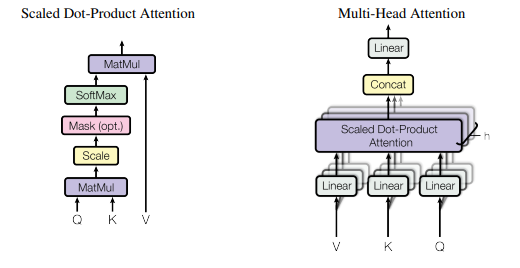 Scaled Dot-Product Attention
MatMul
SoftMax
Mask (opt.)
Scale
MatMul
Q K V
Multi-Head Attention
Linear
Concat
Scaled Dot-Product
Attention
h
Linear Linear Linear
V K Q